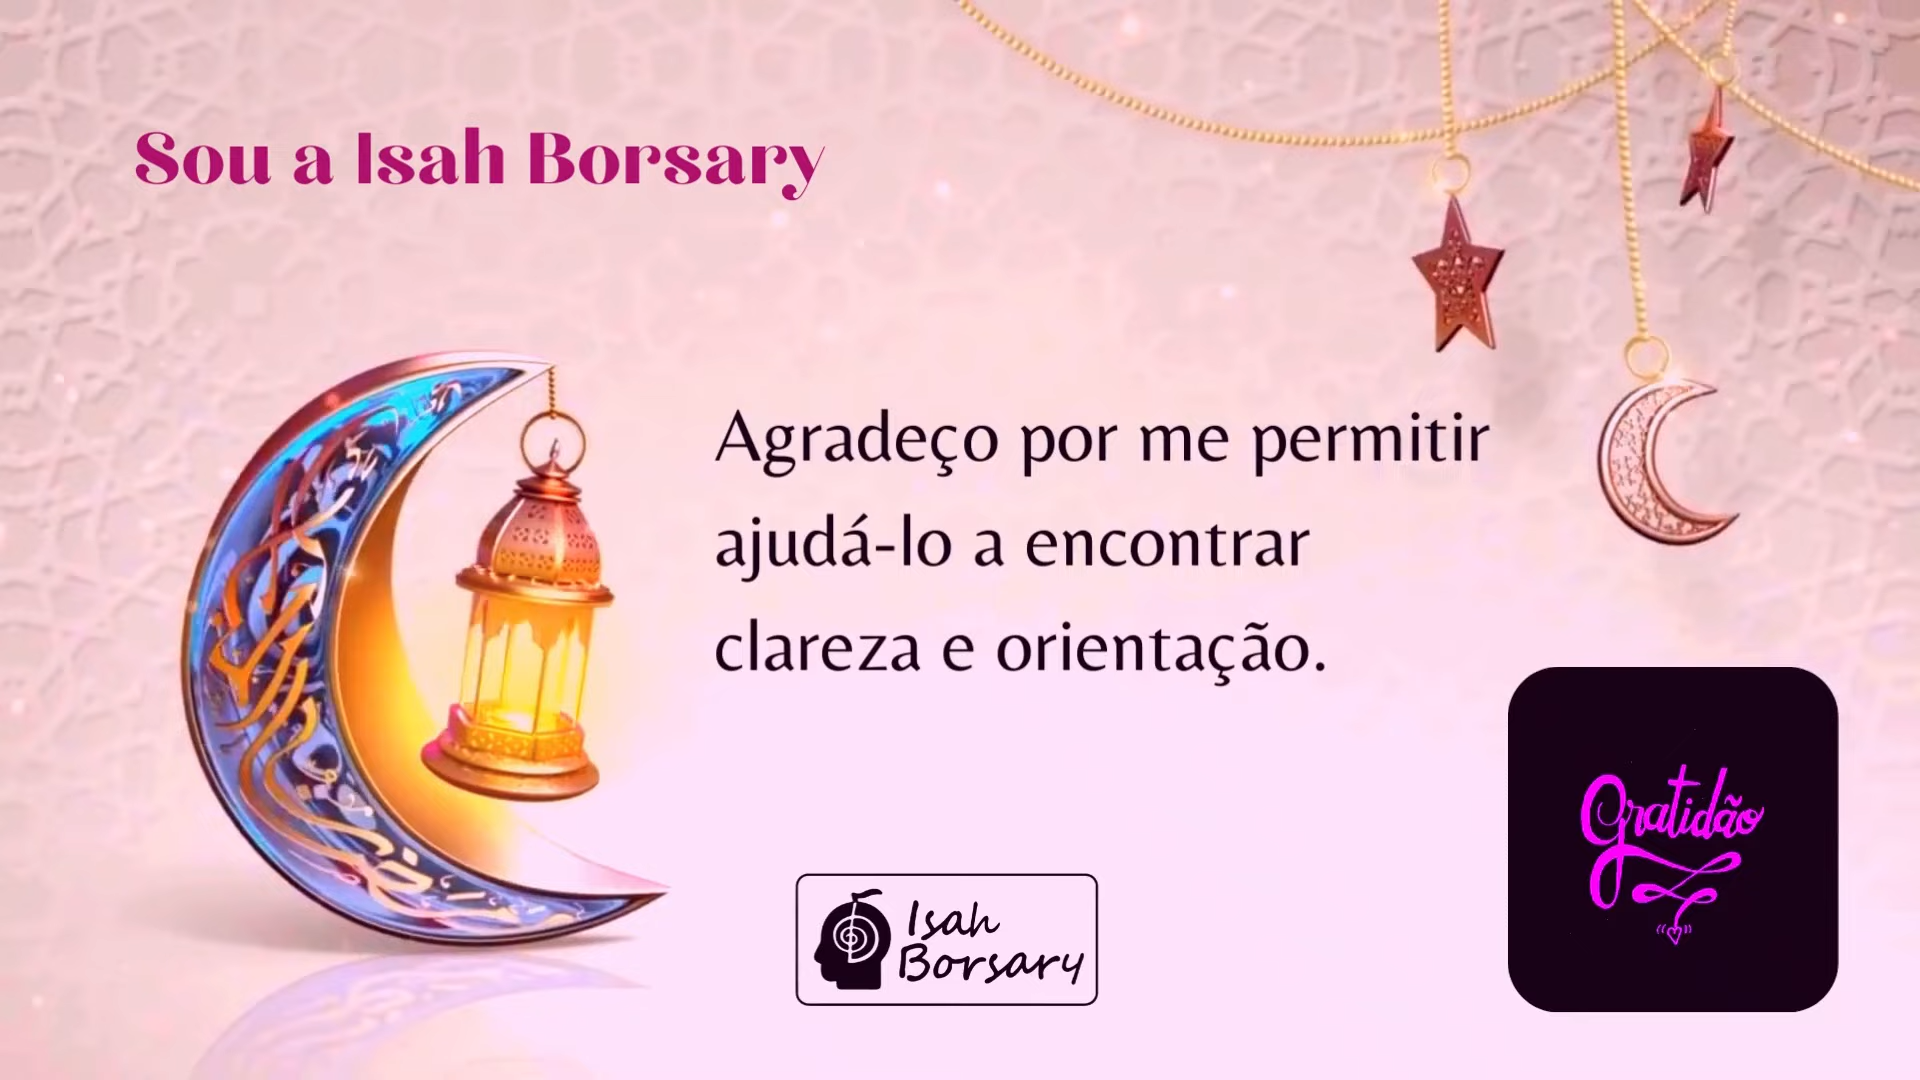 Sou a Isah Borsary
Agradeço por me permitir
ajudá-lo a encontrar
clareza e orientação.
gratidão
Isah
Borsary